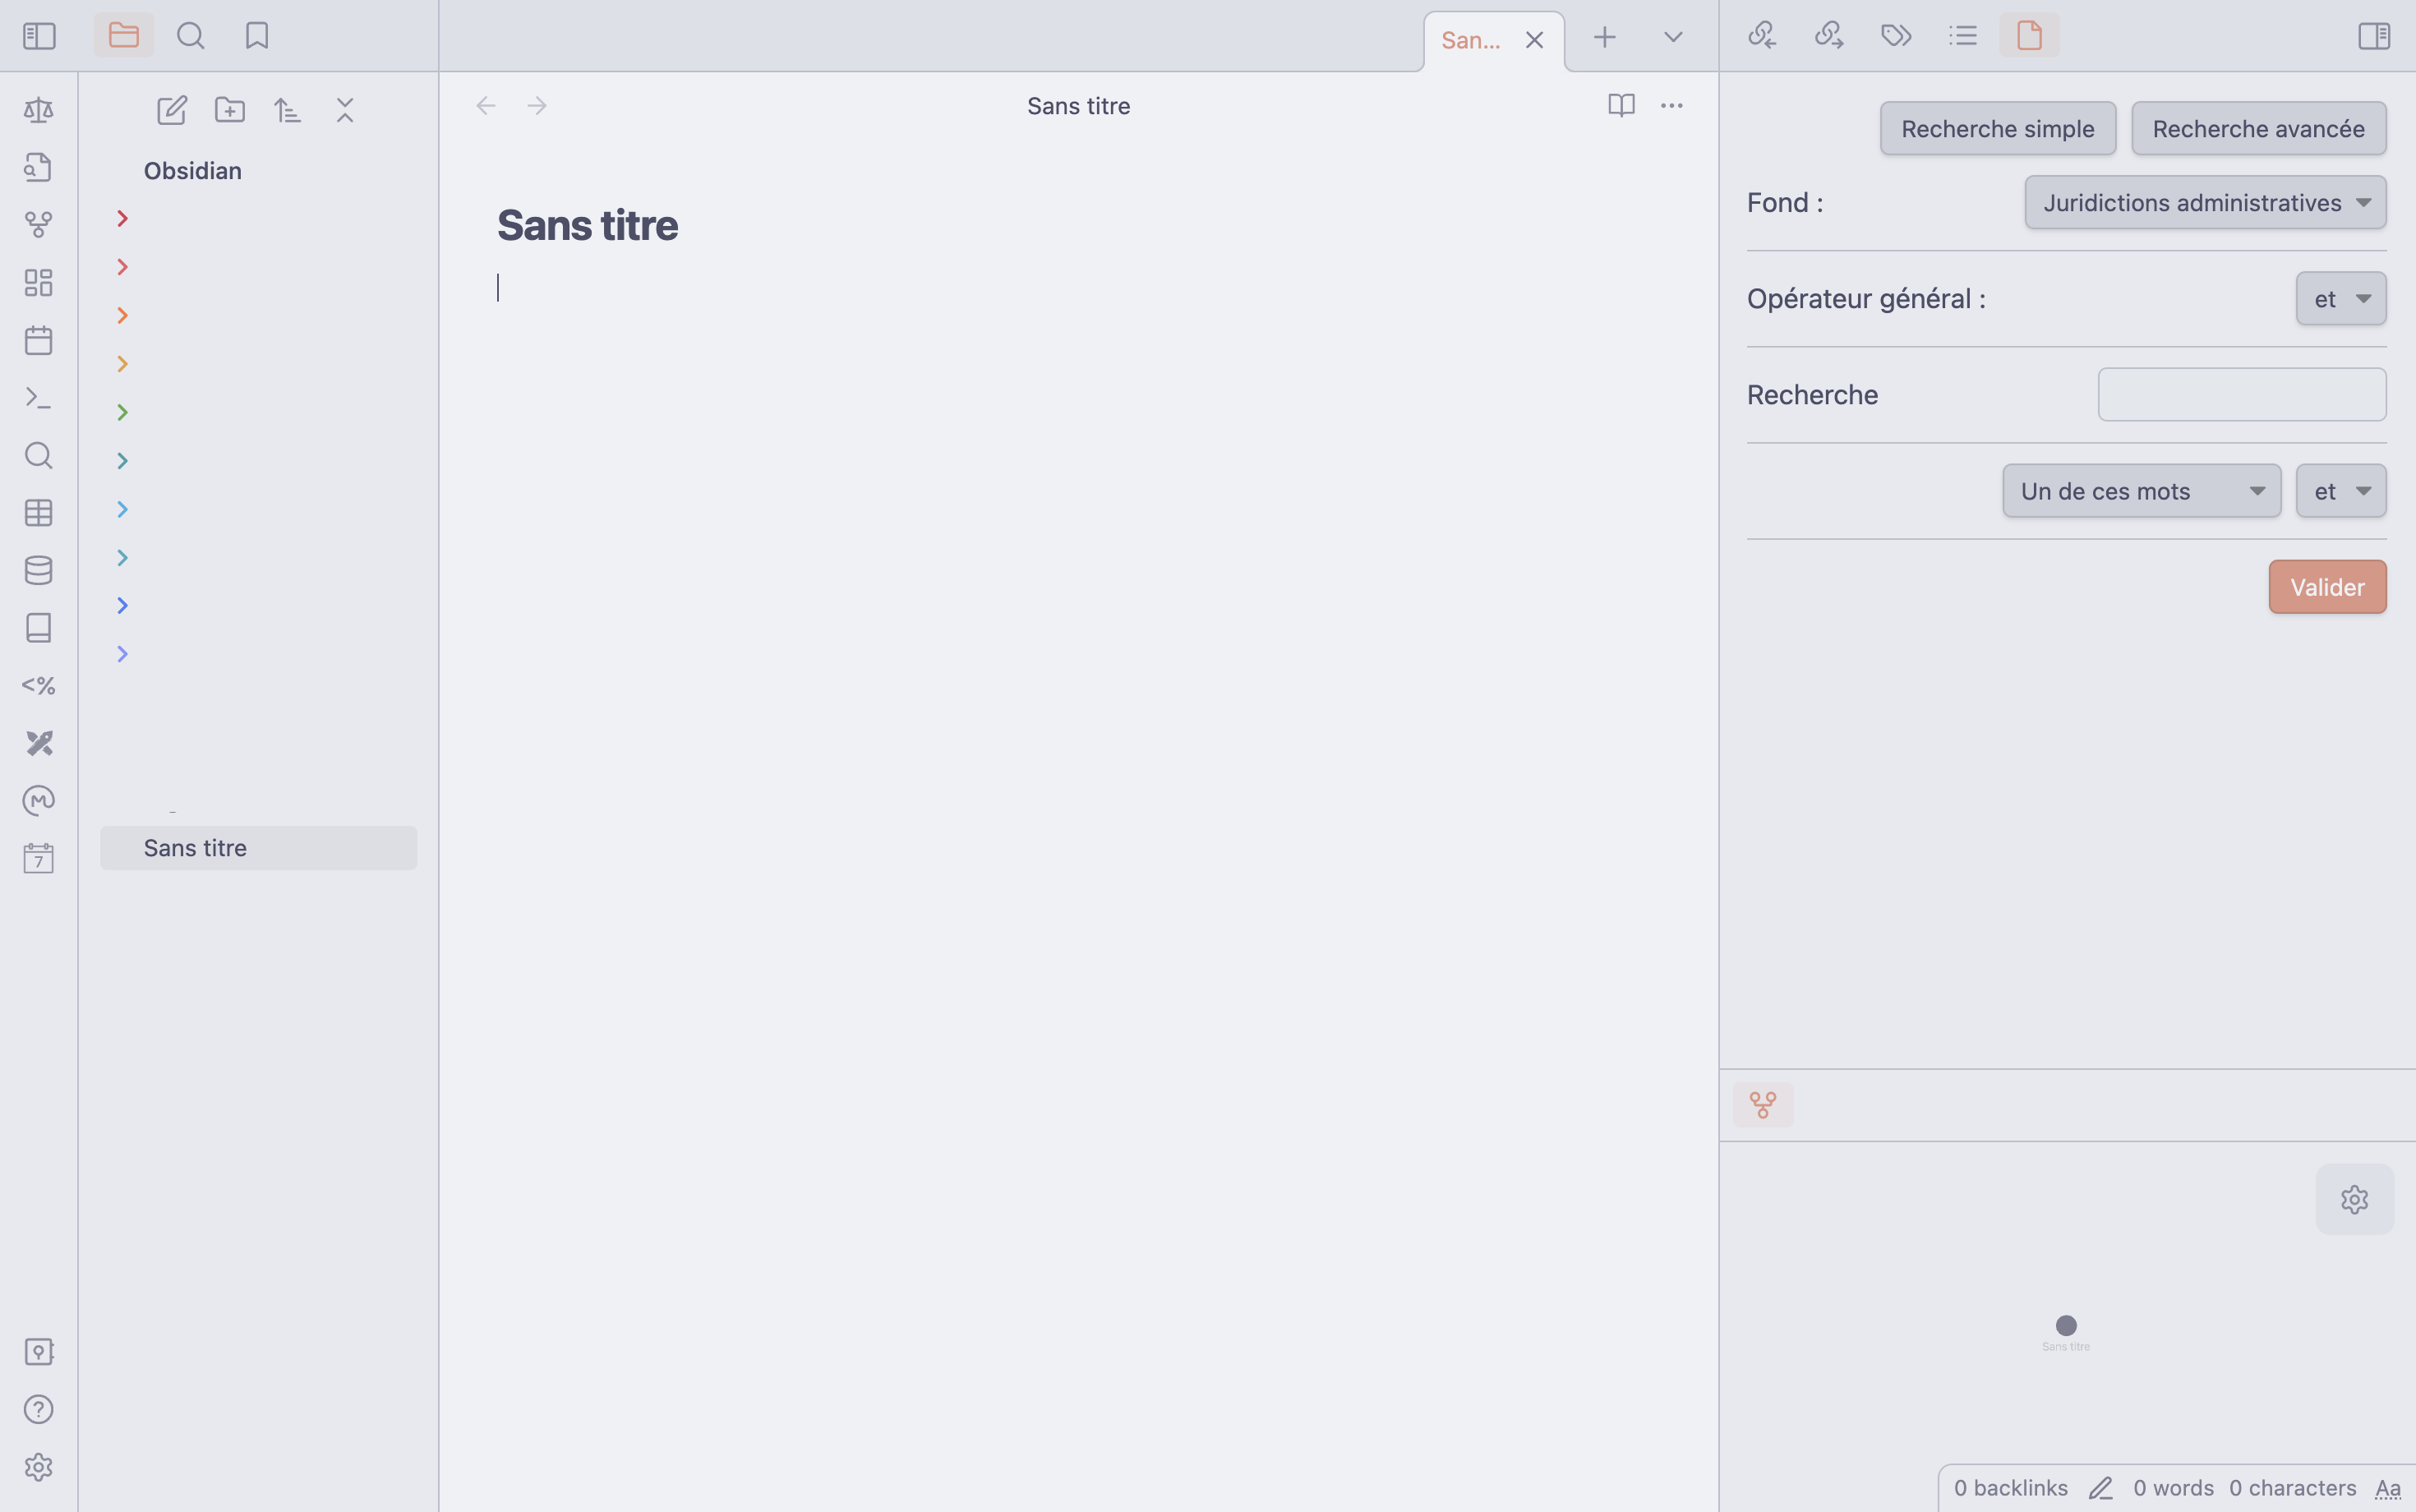 San...
Sans titre
Obsidian
Sans titre
<%
7
Sans titre
Recherche simple
Recherche avancée
Fond :
Juridictions administratives
Opérateur général :
et
Recherche
Un de ces mots
et
Valider
Sans titre
0 backlinks
0 words
0 characters
Aa